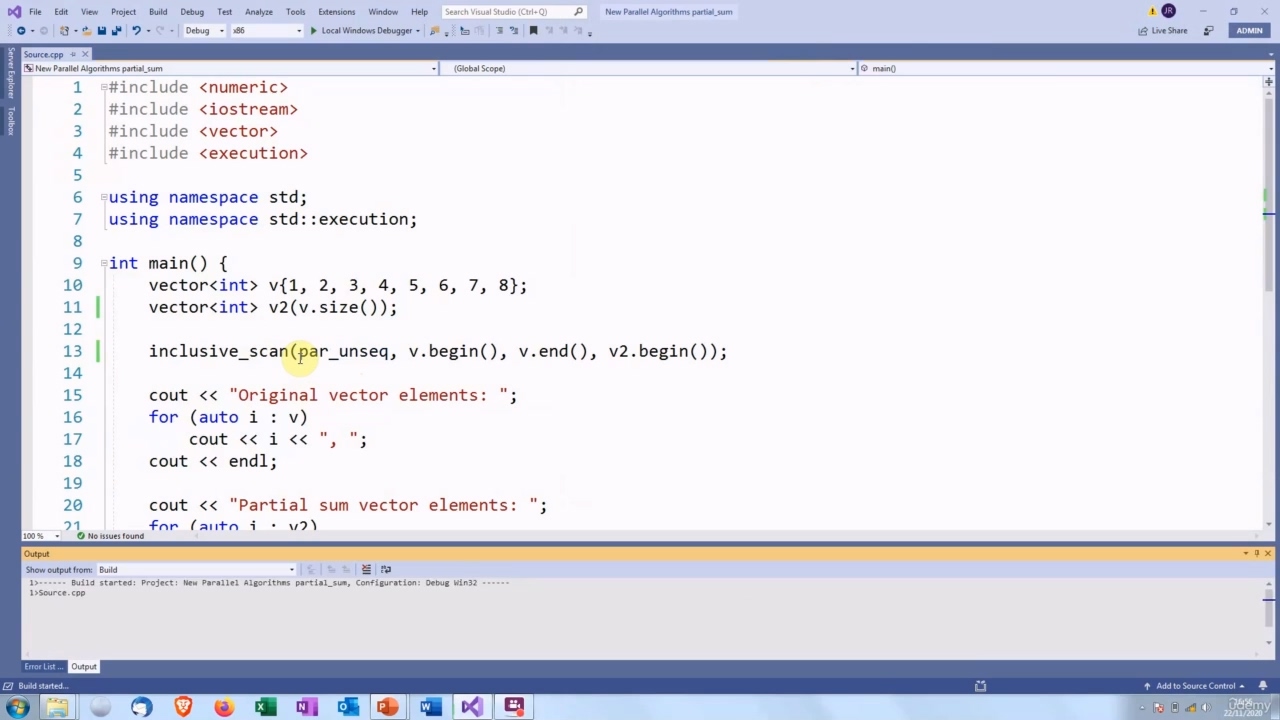 File Edit View Project Build Debug Test Analyze Tools Extensions Window Help Search Visual Studio (Ctrl+Q) New Parallel Algorithms partial_sum JR
Debug x86 Local Windows Debugger Live Share ADMIN
Source.cpp
New Parallel Algorithms partial_sum (Global Scope) main()
Server Explorer
Toolbox
1 #include <numeric>
2 #include <iostream>
3 #include <vector>
4 #include <execution>
5
6 using namespace std;
7 using namespace std::execution;
8
9 int main() {
10 vector<int> v{1, 2, 3, 4, 5, 6, 7, 8};
11 vector<int> v2(v.size());
12
13 inclusive_scan(par_unseq, v.begin(), v.end(), v2.begin());
14
15 cout << "Original vector elements: ";
16 for (auto i : v)
17 cout << i << ", ";
18 cout << endl;
19
20 cout << "Partial sum vector elements: ";
21 for (auto i : v2)
100 % No issues found
Output
Show output from: Build
1>------ Build started: Project: New Parallel Algorithms partial_sum, Configuration: Debug Win32 ------
1>Source.cpp
Error List ... Output
Build started... Add to Source Control
udemy
22/11/2020